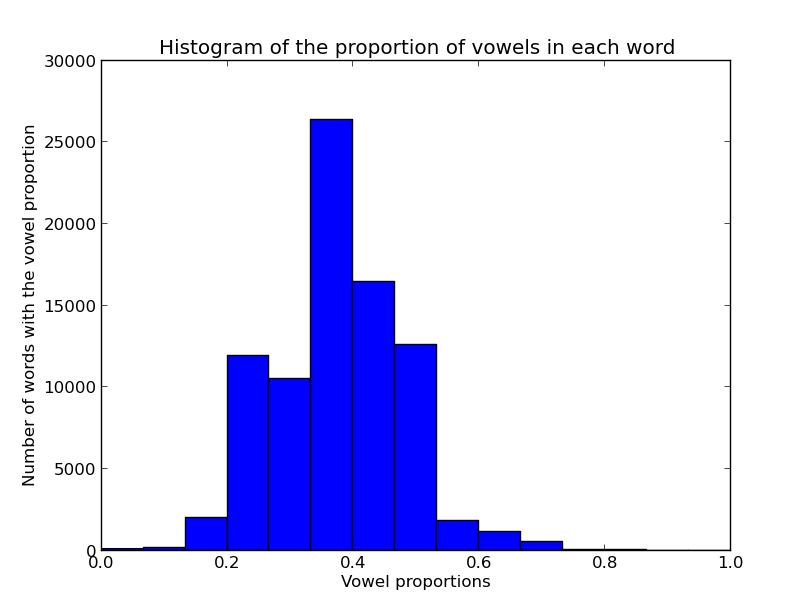 Histogram of the proportion of vowels in each word
30000
25000
20000
15000
10000
5000
0
Number of words with the vowel proportion
0.0 0.2 0.4 0.6 0.8 1.0
Vowel proportions